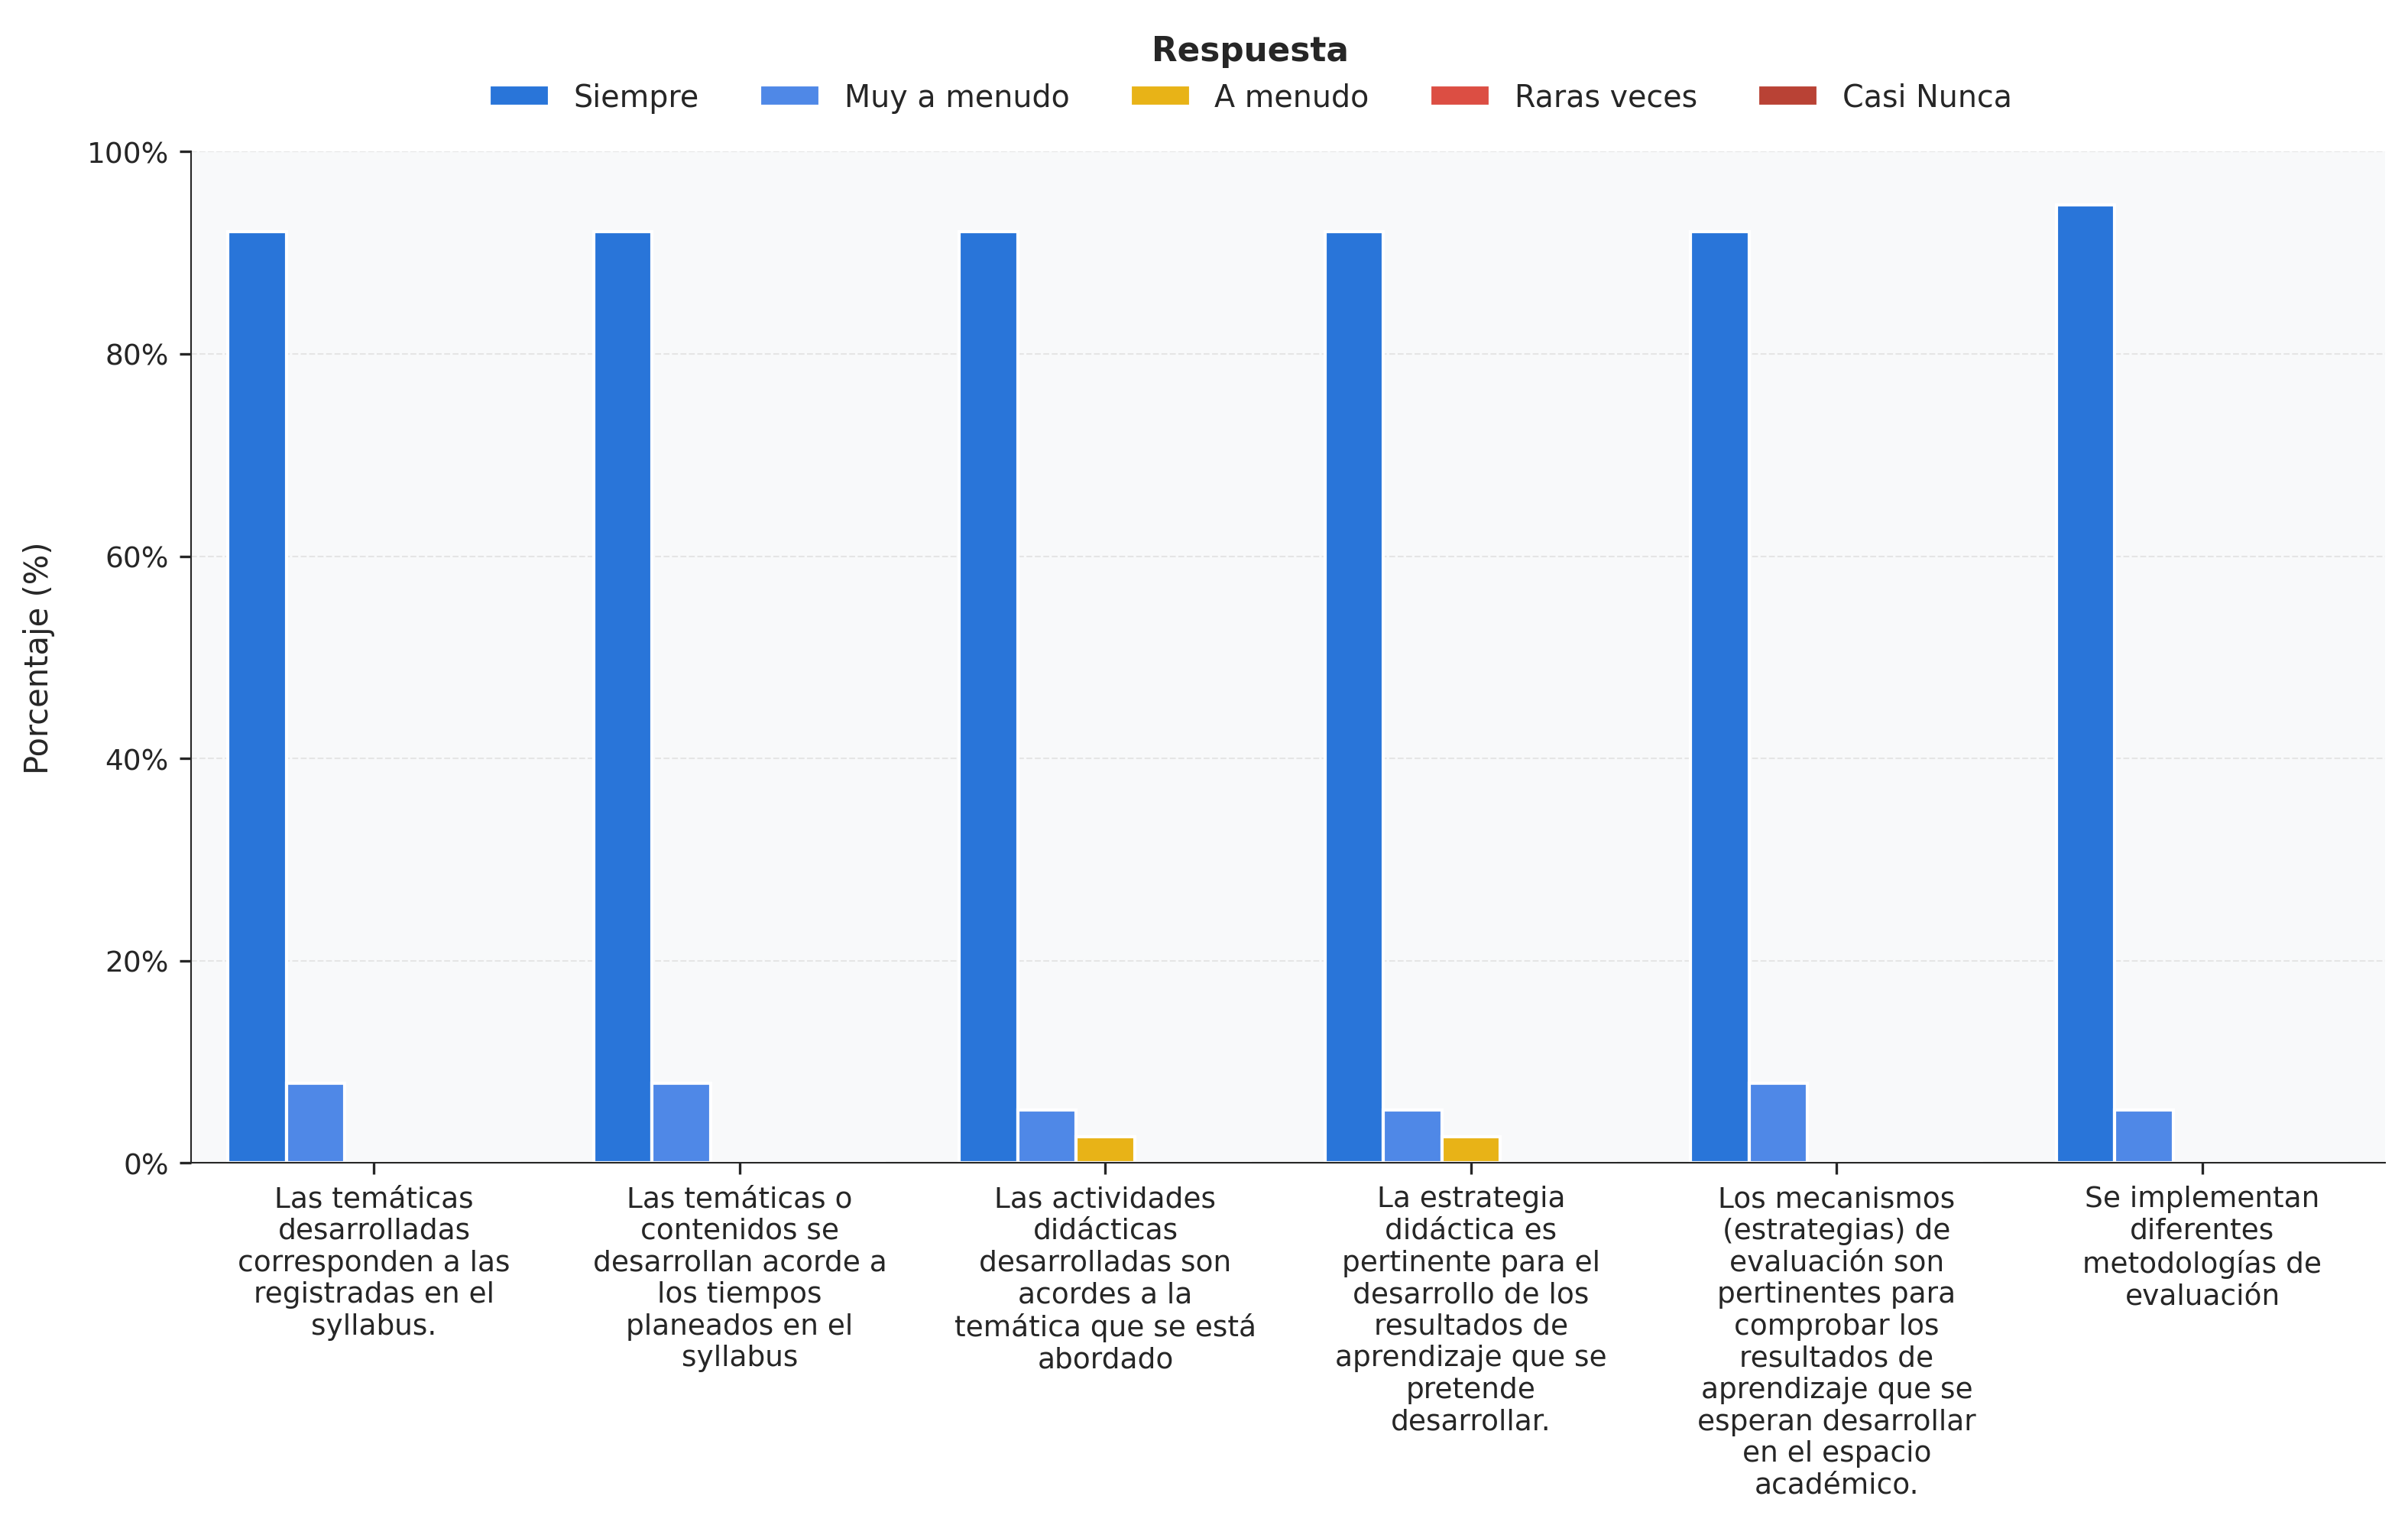 Respuesta
Siempre
Muy a menudo
A menudo
Raras veces
Casi Nunca
Porcentaje (%)
100%
80%
60%
40%
20%
0%
Las temáticas
desarrolladas
corresponden a las
registradas en el
syllabus.
Las temáticas o
contenidos se
desarrollan acorde a
los tiempos
planeados en el
syllabus
Las actividades
didácticas
desarrolladas son
acordes a la
temática que se está
abordado
La estrategia
didáctica es
pertinente para el
desarrollo de los
resultados de
aprendizaje que se
pretende
desarrollar.
Los mecanismos
(estrategias) de
evaluación son
pertinentes para
comprobar los
resultados de
aprendizaje que se
esperan desarrollar
en el espacio
académico.
Se implementan
diferentes
metodologías de
evaluación